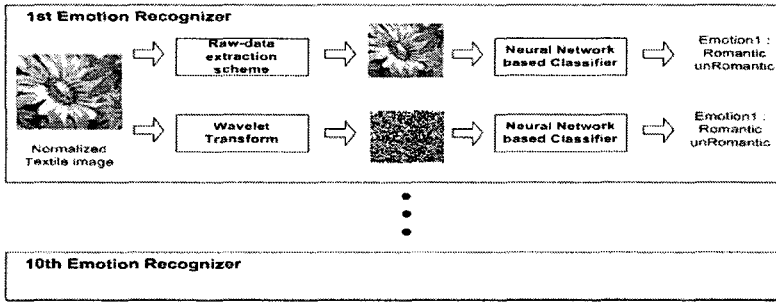 1st Emotion Recognizer
Raw-data
extraction
scheme
Neural Network
based Classifier
Emotion1 :
Romantic
unRomantic
Normalized
Textile image
Wavelet
Transform
Neural Network
based Classifier
Emotion1 :
Romantic
unRomantic
10th Emotion Recognizer